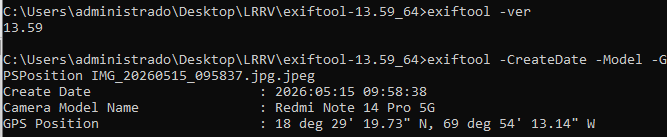 C:\Users\administrado\Desktop\LRRV\exiftool-13.59_64>exiftool -ver
13.59
C:\Users\administrado\Desktop\LRRV\exiftool-13.59_64>exiftool -CreateDate -Model -G
PSPosition IMG_20260515_095837.jpg.jpeg
Create Date                     : 2026:05:15 09:58:38
Camera Model Name               : Redmi Note 14 Pro 5G
GPS Position                    : 18 deg 29' 19.73" N, 69 deg 54' 13.14" W